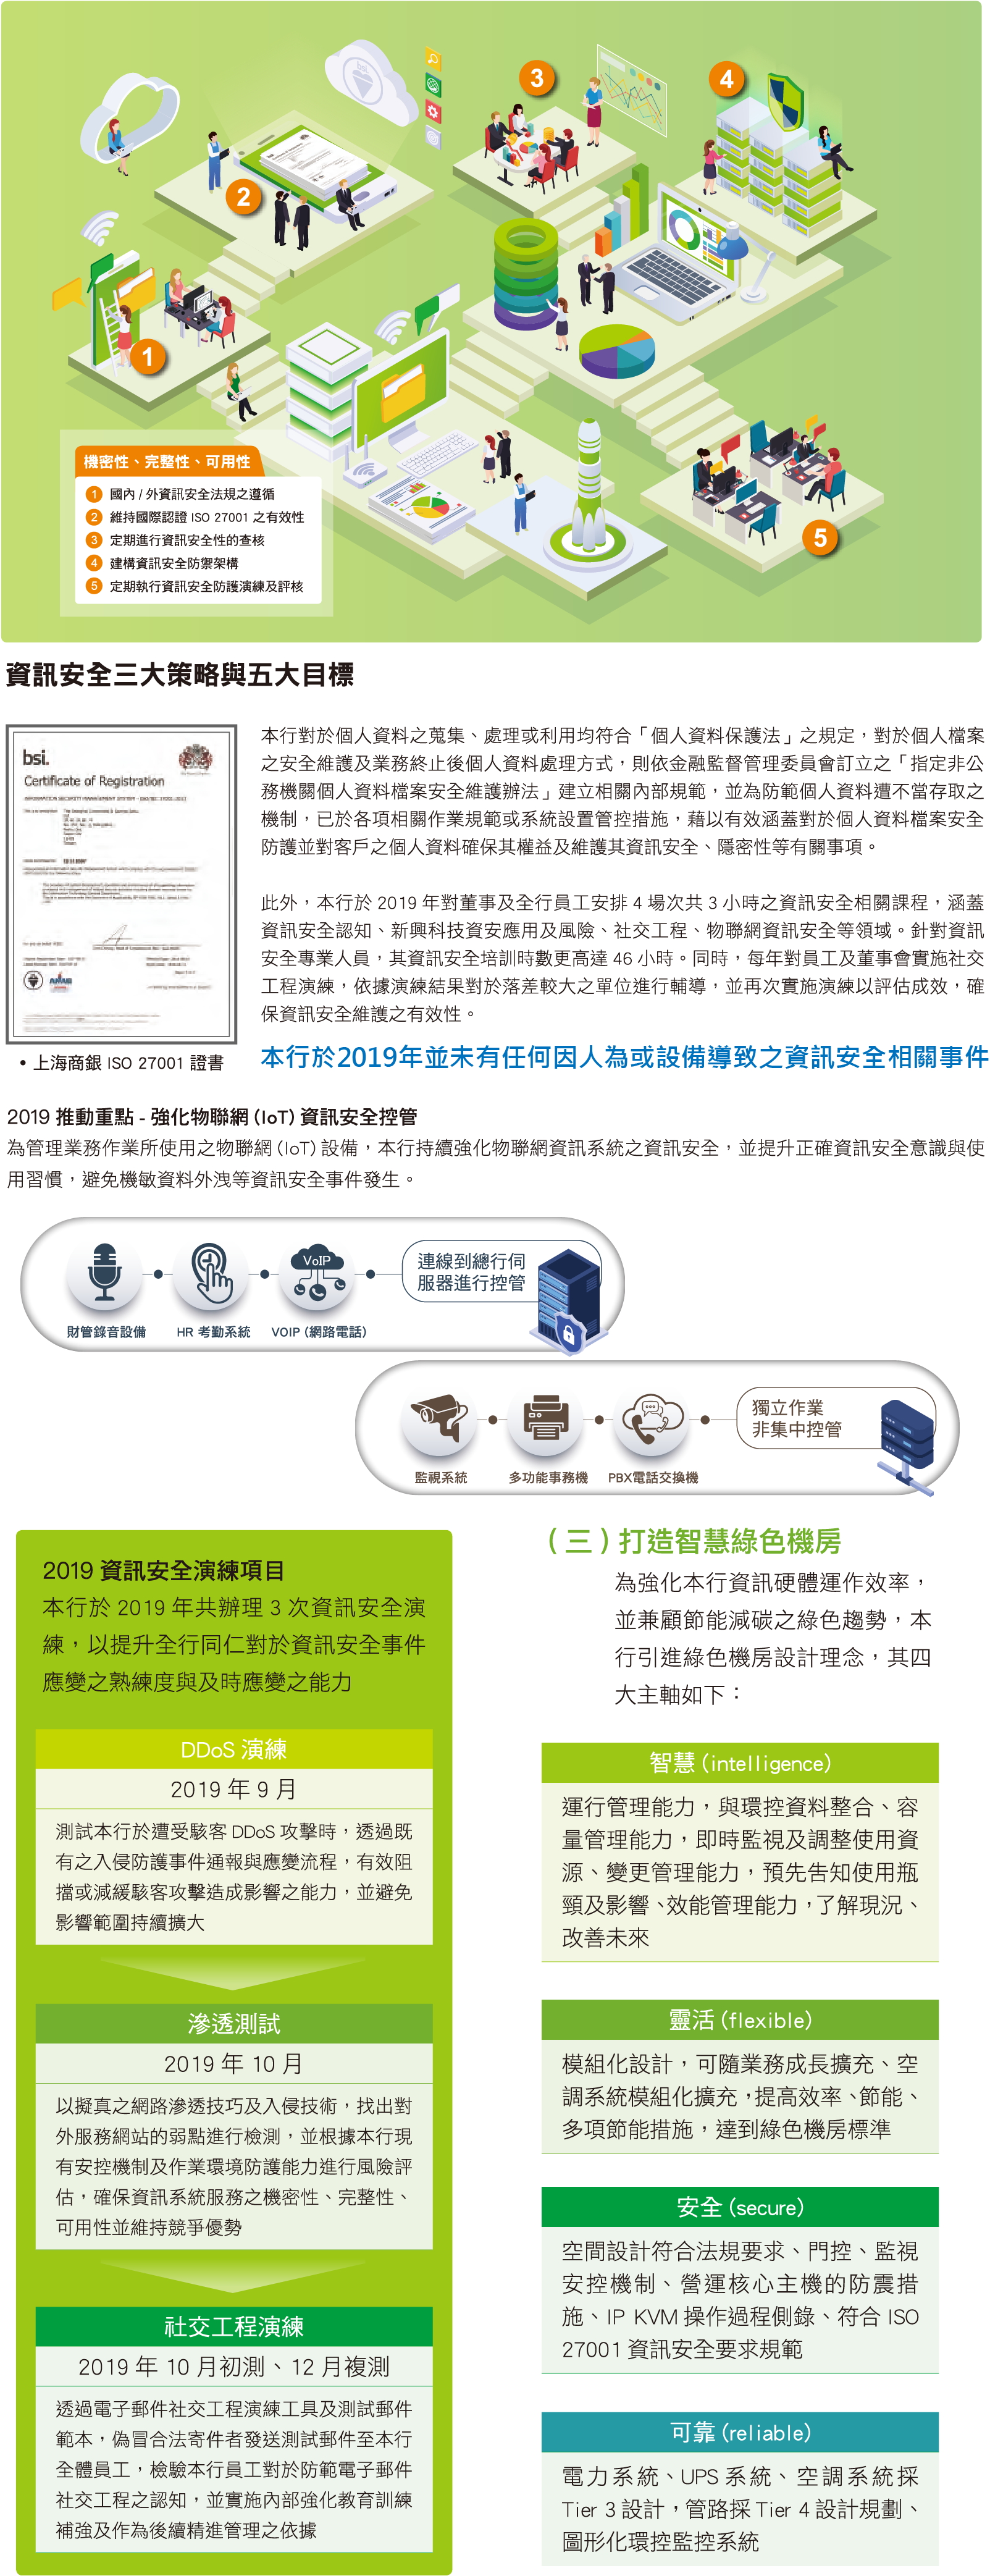 bsi.
1
2
3
4
5
機密性、完整性、可用性
1 國內 / 外資訊安全法規之遵循
2 維持國際認證 ISO 27001 之有效性
3 定期進行資訊安全性的查核
4 建構資訊安全防禦架構
5 定期執行資訊安全防護演練及評核
資訊安全三大策略與五大目標
bsi.
Certificate of Registration
INFORMATION SECURITY MANAGEMENT SYSTEM - ISO/IEC 27001:2013
• 上海商銀 ISO 27001 證書
本行對於個人資料之蒐集、處理或利用均符合「個人資料保護法」之規定，對於個人檔案
之安全維護及業務終止後個人資料處理方式，則依金融監督管理委員會訂立之「指定非公
務機關個人資料檔案安全維護辦法」建立相關內部規範，並為防範個人資料遭不當存取之
機制，已於各項相關作業規範或系統設置管控措施，藉以有效涵蓋對於個人資料檔案安全
防護並對客戶之個人資料確保其權益及維護其資訊安全、隱密性等有關事項。
此外，本行於 2019 年對董事及全行員工安排 4 場次共 3 小時之資訊安全相關課程，涵蓋
資訊安全認知、新興科技資安應用及風險、社交工程、物聯網資訊安全等領域。針對資訊
安全專業人員，其資訊安全培訓時數更高達 46 小時。同時，每年對員工及董事會實施社交
工程演練，依據演練結果對於落差較大之單位進行輔導，並再次實施演練以評估成效，確
保資訊安全維護之有效性。
本行於2019年並未有任何因人為或設備導致之資訊安全相關事件
2019 推動重點 - 強化物聯網 (IoT) 資訊安全控管
為管理業務作業所使用之物聯網 (IoT) 設備，本行持續強化物聯網資訊系統之資訊安全，並提升正確資訊安全意識與使
用習慣，避免機敏資料外洩等資訊安全事件發生。
VoIP
連線到總行伺
服器進行控管
財管錄音設備
HR 考勤系統
VOIP (網路電話)
獨立作業
非集中控管
監視系統
多功能事務機
PBX電話交換機
2019 資訊安全演練項目
本行於 2019 年共辦理 3 次資訊安全演
練，以提升全行同仁對於資訊安全事件
應變之熟練度與及時應變之能力
DDoS 演練
2019 年 9 月
測試本行於遭受駭客 DDoS 攻擊時，透過既
有之入侵防護事件通報與應變流程，有效阻
擋或減緩駭客攻擊造成影響之能力，並避免
影響範圍持續擴大
滲透測試
2019 年 10 月
以擬真之網路滲透技巧及入侵技術，找出對
外服務網站的弱點進行檢測，並根據本行現
有安控機制及作業環境防護能力進行風險評
估，確保資訊系統服務之機密性、完整性、
可用性並維持競爭優勢
社交工程演練
2019 年 10 月初測、12 月複測
透過電子郵件社交工程演練工具及測試郵件
範本，偽冒合法寄件者發送測試郵件至本行
全體員工，檢驗本行員工對於防範電子郵件
社交工程之認知，並實施內部強化教育訓練
補強及作為後續精進管理之依據
（三）打造智慧綠色機房
為強化本行資訊硬體運作效率，
並兼顧節能減碳之綠色趨勢，本
行引進綠色機房設計理念，其四
大主軸如下：
智慧 (intelligence)
運行管理能力，與環控資料整合、容
量管理能力，即時監視及調整使用資
源、變更管理能力，預先告知使用瓶
頸及影響、效能管理能力，了解現況、
改善未來
靈活 (flexible)
模組化設計，可隨業務成長擴充、空
調系統模組化擴充，提高效率、節能、
多項節能措施，達到綠色機房標準
安全 (secure)
空間設計符合法規要求、門控、監視
安控機制、營運核心主機的防震措
施、IP KVM 操作過程側錄、符合 ISO
27001 資訊安全要求規範
可靠 (reliable)
電力系統、UPS 系統、空調系統採
Tier 3 設計，管路採 Tier 4 設計規劃、
圖形化環控監控系統